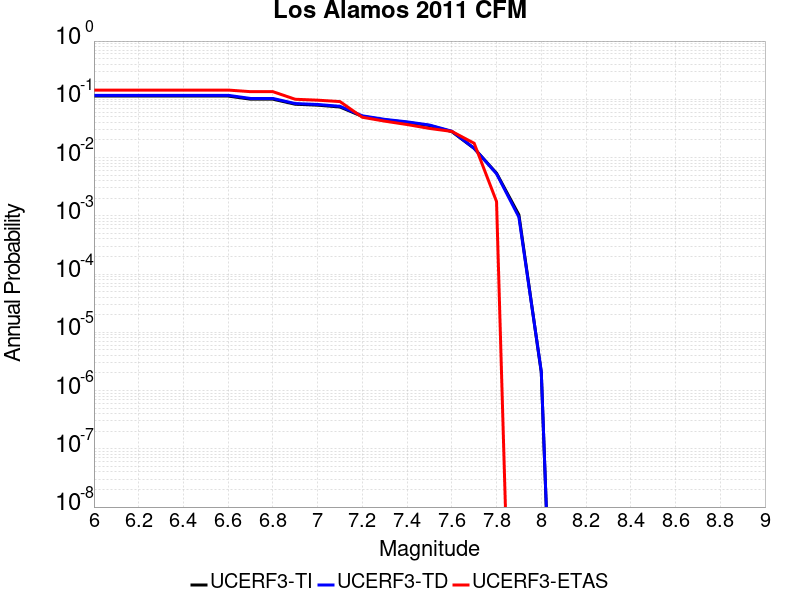 Los Alamos 2011 CFM
10^0
10^-1
10^-2
10^-3
10^-4
10^-5
10^-6
10^-7
10^-8
Annual Probability
6 6.2 6.4 6.6 6.8 7 7.2 7.4 7.6 7.8 8 8.2 8.4 8.6 8.8 9
Magnitude
UCERF3-TI UCERF3-TD UCERF3-ETAS